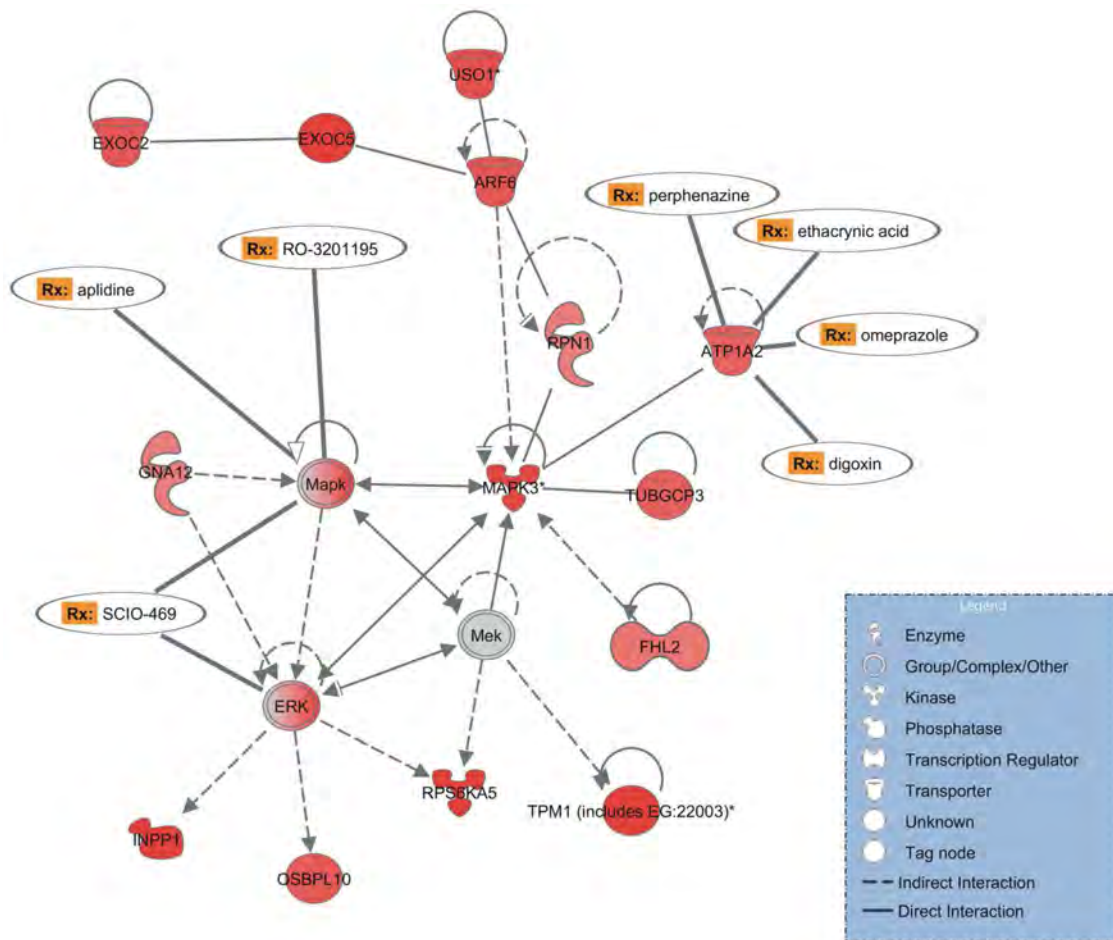 USO1*
EXOC2
EXOC5
ARF6
Rx: perphenazine
Rx: ethacrynic acid
Rx: RO-3201195
Rx: aplidine
RPN1
ATP1A2
Rx: omeprazole
Rx: digoxin
GNA12
Mapk
MAPK3*
TUBGCP3
Rx: SCIO-469
Mek
FHL2
ERK
RPS6KA5
TPM1 (includes EG:22003)*
INPP1
OSBPL10
Legend
Enzyme
Group/Complex/Other
Kinase
Phosphatase
Transcription Regulator
Transporter
Unknown
Tag node
Indirect Interaction
Direct Interaction